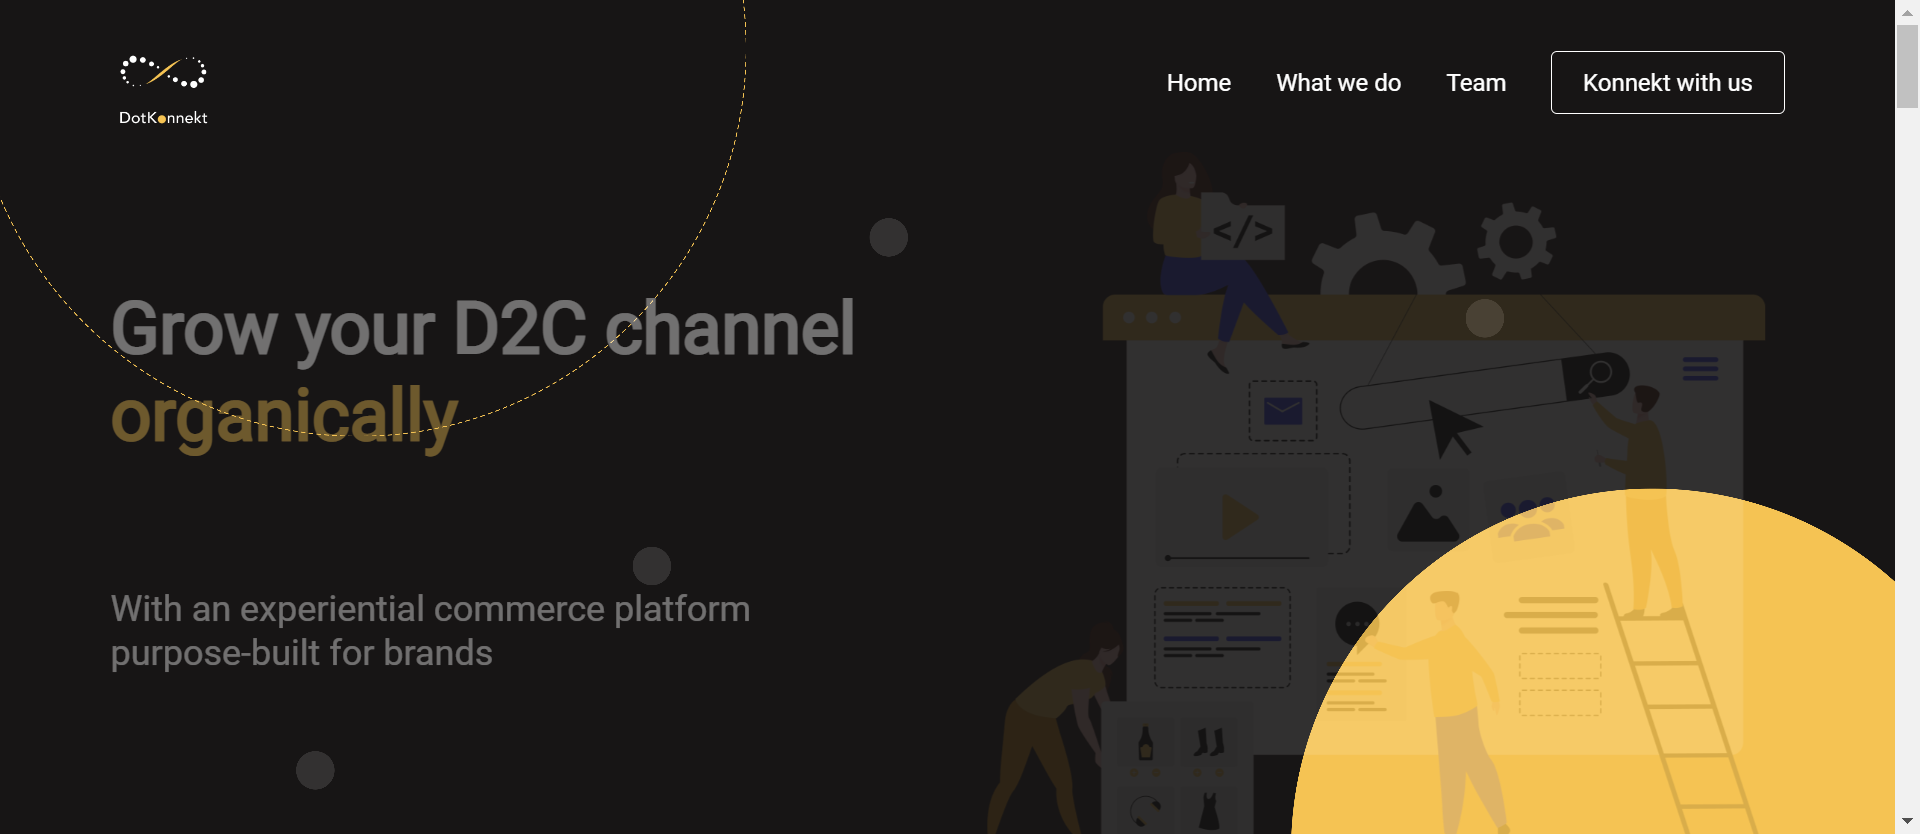 DotKonnekt
Home
What we do
Team
Konnekt with us
</>
Grow your D2C channel
organically
With an experiential commerce platform
purpose-built for brands